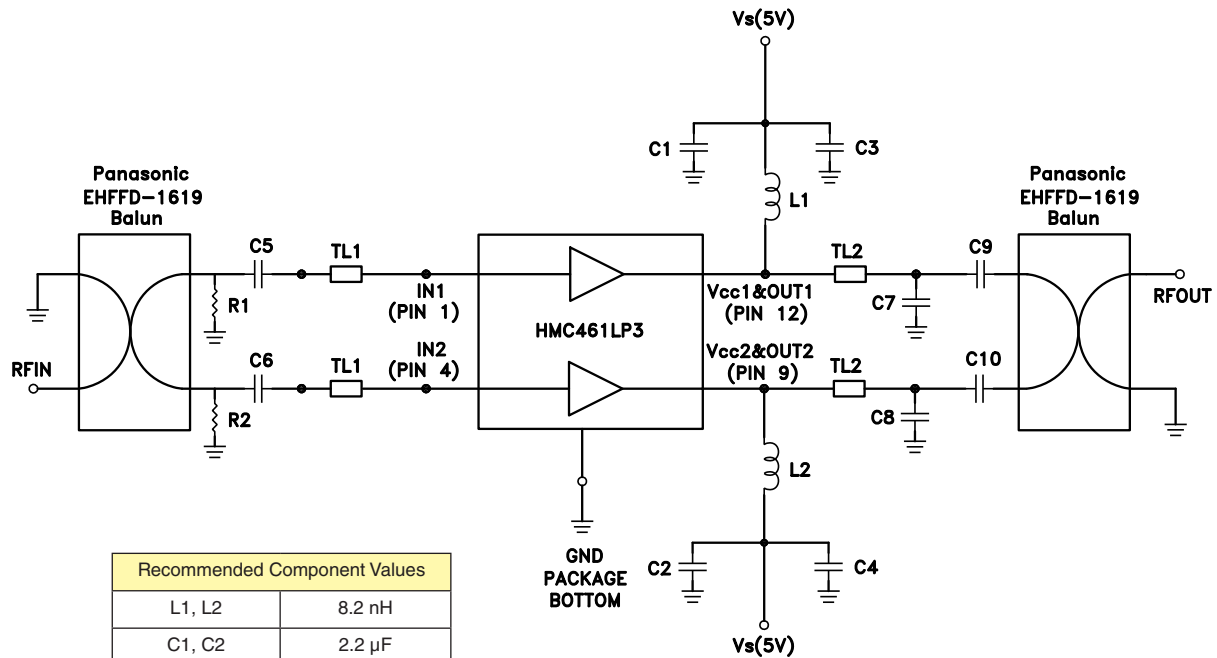 Vs(5V)
C1
C3
L1
Panasonic
EHFFD-1619
Balun
Panasonic
EHFFD-1619
Balun
C5
TL1
IN1
(PIN 1)
R1
Vcc1&OUT1
(PIN 12)
TL2
C7
C9
RFOUT
HMC461LP3
RFIN
C6
TL1
IN2
(PIN 4)
R2
Vcc2&OUT2
(PIN 9)
TL2
C8
C10
L2
GND
PACKAGE
BOTTOM
C2
C4
Vs(5V)
Recommended Component Values
L1, L2 8.2 nH
C1, C2 2.2 µF